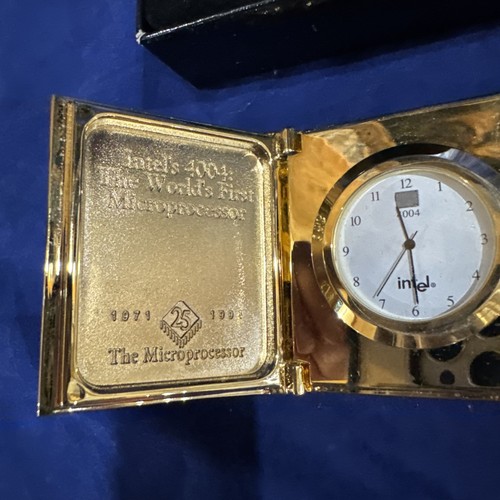 Intel's 4004:
The World's First
Microprocessor
1971 25 1996
The Microprocessor
12
1
2
3
4
5
6
7
8
9
10
11
4004
intel